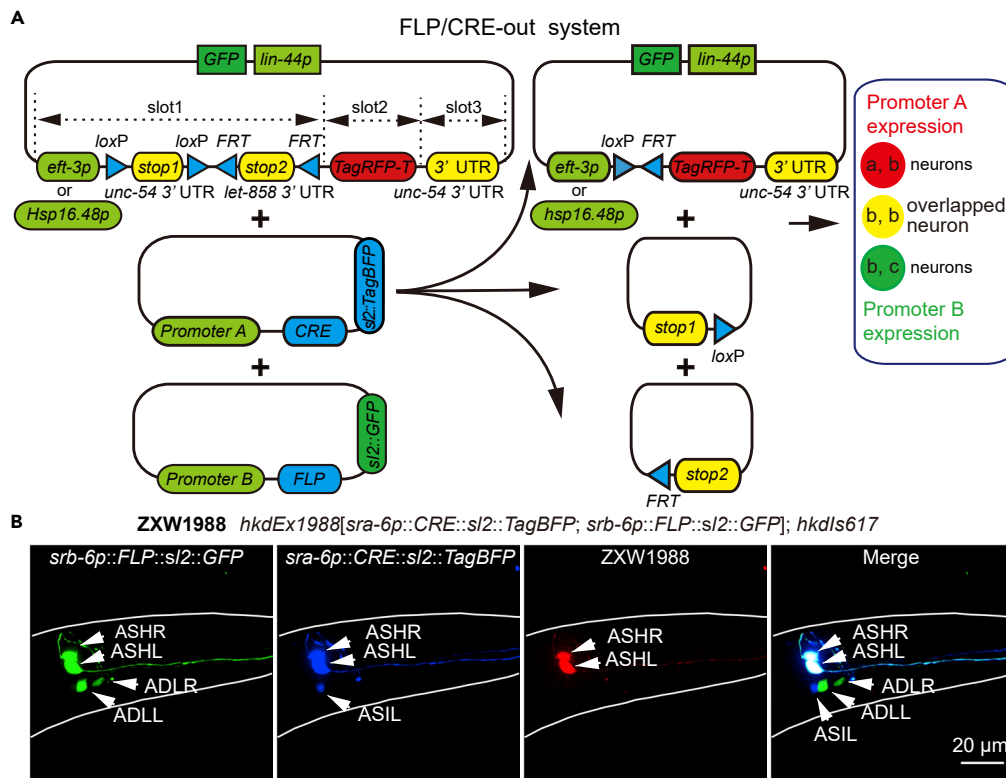 A
FLP/CRE-out system
GFP lin-44p
slot1 slot2 slot3
loxP loxP FRT FRT
eft-3p stop1 stop2 TagRFP-T 3' UTR
or unc-54 3' UTR let-858 3' UTR unc-54 3' UTR
Hsp16.48p
+
sl2::TagBFP
Promoter A CRE
+
sl2::GFP
Promoter B FLP
GFP lin-44p
loxP FRT
eft-3p TagRFP-T 3' UTR
or unc-54 3' UTR
hsp16.48p
+
stop1
loxP
+
stop2
FRT
Promoter A
expression
a, b neurons
b, b overlapped
neuron
b, c neurons
Promoter B
expression
B
ZXW1988 hkdEx1988[sra-6p::CRE::sl2::TagBFP; srb-6p::FLP::sl2::GFP]; hkdIs617
srb-6p::FLP::sl2::GFP
ASHR
ASHL
ADLR
ADLL
sra-6p::CRE::sl2::TagBFP
ASHR
ASHL
ASIL
ZXW1988
ASHR
ASHL
Merge
ASHR
ASHL
ADLR
ADLL
ASIL
20 µm